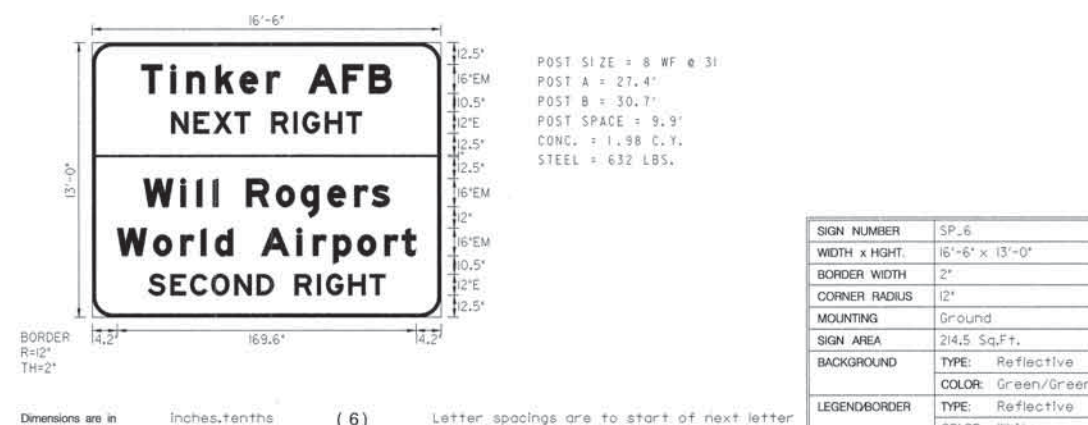 16'-6"
Tinker AFB
NEXT RIGHT
Will Rogers
World Airport
SECOND RIGHT
13'-0"
12.5"
16"EM
10.5"
12"E
12.5"
12.5"
16"EM
12"
16"EM
10.5"
12"E
12.5"
4.2"
169.6"
14.2"
BORDER
R=12"
TH=2"
POST SIZE = 8 WF @ 31
POST A = 27.4'
POST B = 30.7'
POST SPACE = 9.9'
CONC. = 1.98 C.Y.
STEEL = 632 LBS.
SIGN NUMBER SP_6
WIDTH x HGHT. 16'-6" x 13'-0"
BORDER WIDTH 2"
CORNER RADIUS 12"
MOUNTING Ground
SIGN AREA 214.5 Sq.Ft.
BACKGROUND TYPE: Reflective
COLOR: Green/Green
LEGEND/BORDER TYPE: Reflective
Dimensions are in inches.tenths (6) Letter spacings are to start of next letter